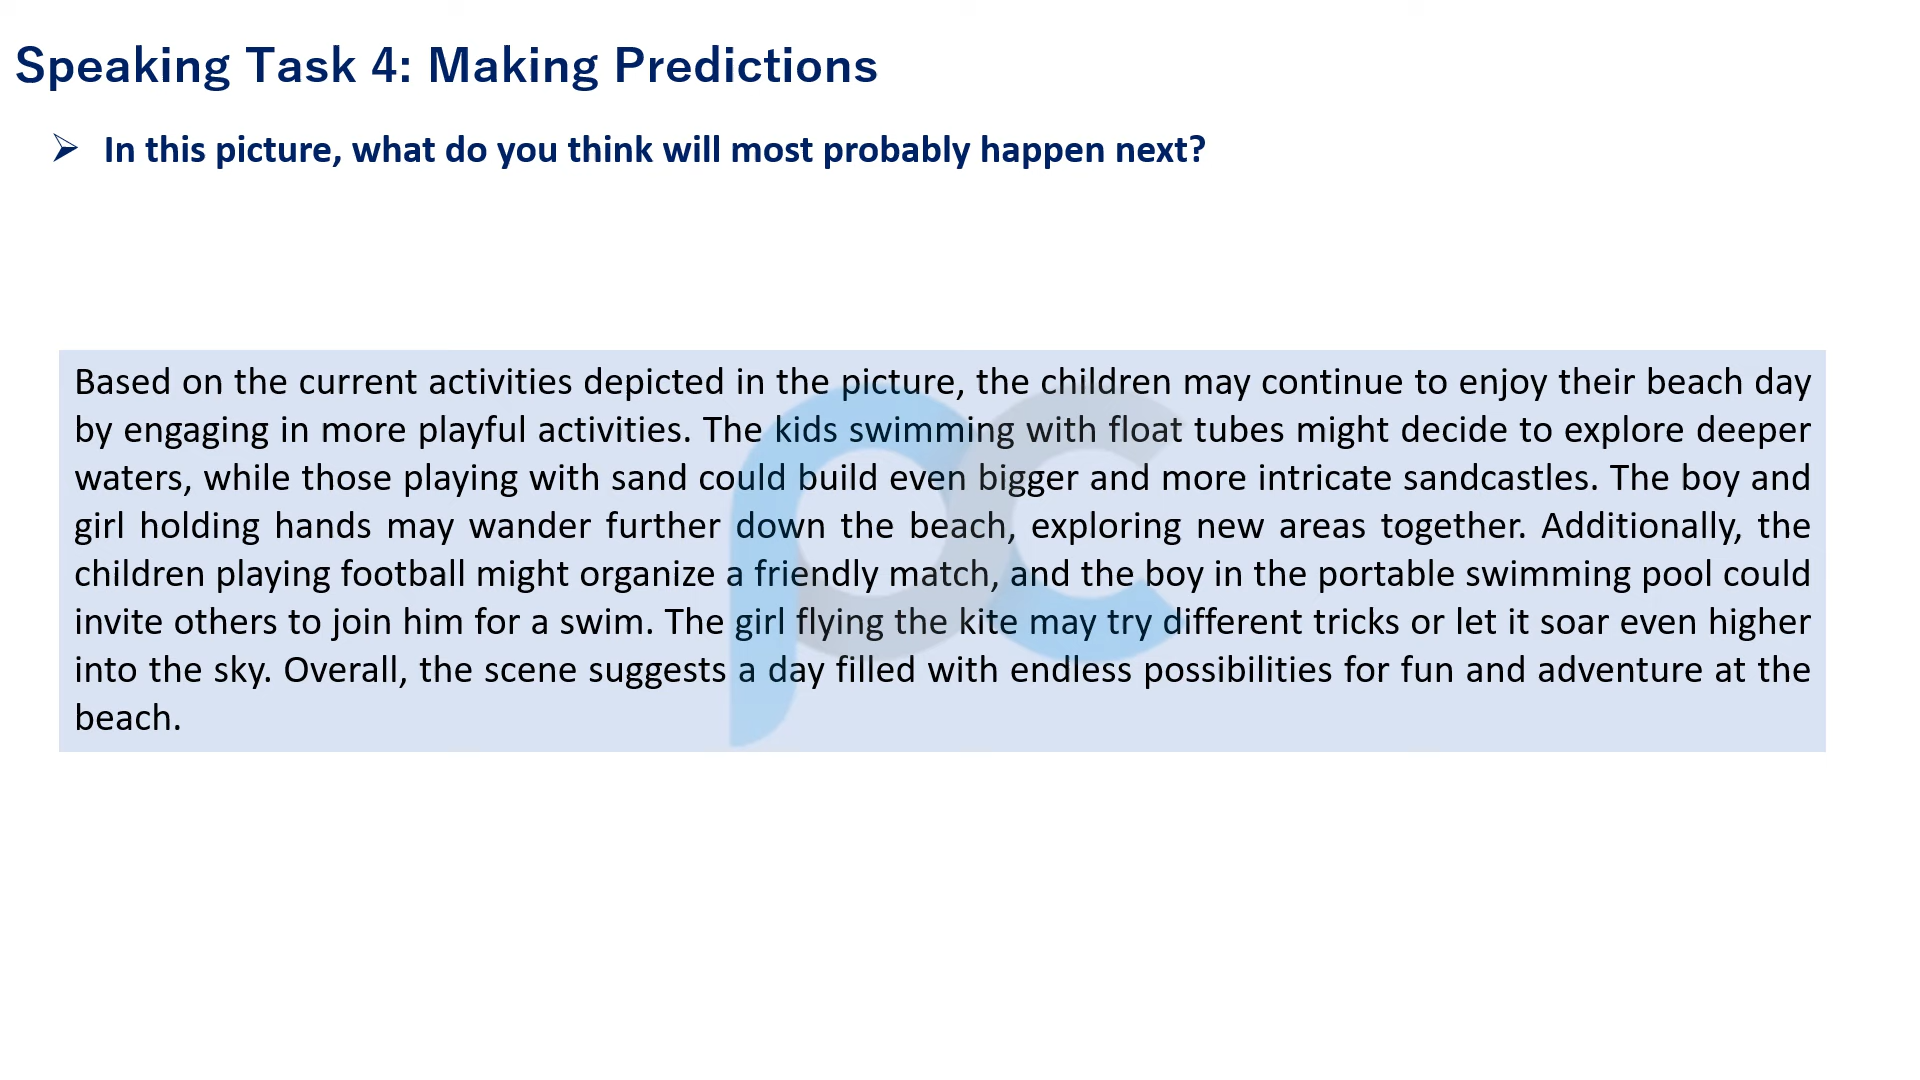 Speaking Task 4: Making Predictions
➢ In this picture, what do you think will most probably happen next?
Based on the current activities depicted in the picture, the children may continue to enjoy their beach day
by engaging in more playful activities. The kids swimming with float tubes might decide to explore deeper
waters, while those playing with sand could build even bigger and more intricate sandcastles. The boy and
girl holding hands may wander further down the beach, exploring new areas together. Additionally, the
children playing football might organize a friendly match, and the boy in the portable swimming pool could
invite others to join him for a swim. The girl flying the kite may try different tricks or let it soar even higher
into the sky. Overall, the scene suggests a day filled with endless possibilities for fun and adventure at the
beach.